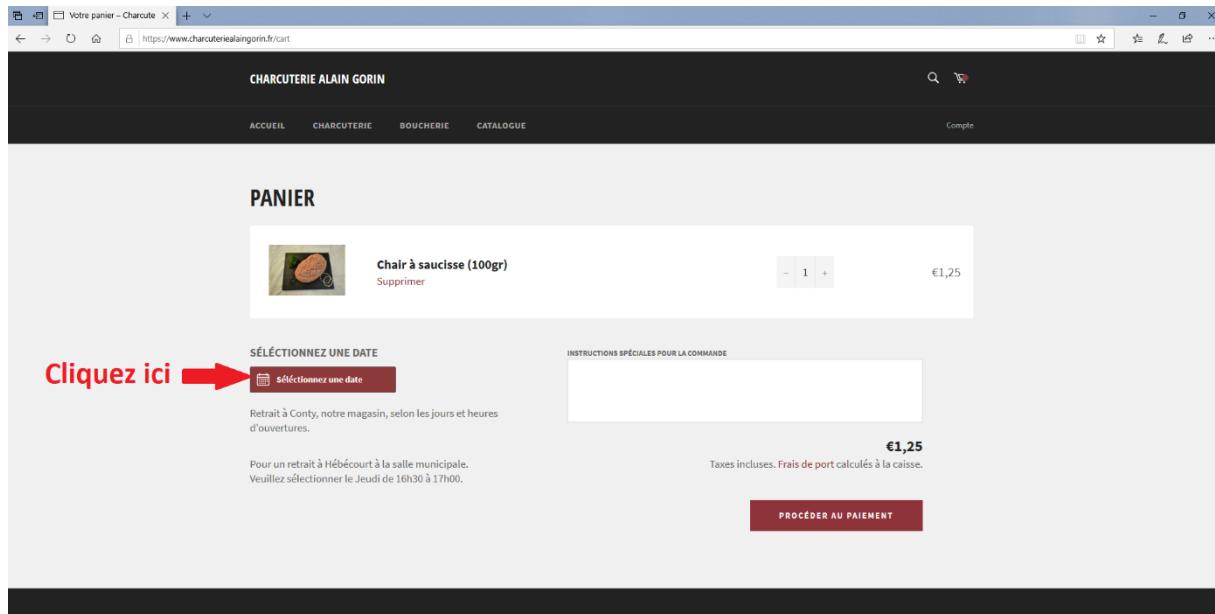 Votre panier – Charcute
https://www.charcuteriealaingorin.fr/cart
CHARCUTERIE ALAIN GORIN
ACCUEIL CHARCUTERIE BOUCHERIE CATALOGUE Compte
PANIER
Chair à saucisse (100gr)
Supprimer
− 1 +
€1,25
SÉLÉCTIONNEZ UNE DATE
Cliquez ici
Séléctionnez une date
Retrait à Conty, notre magasin, selon les jours et heures
d'ouvertures.
Pour un retrait à Hébécourt à la salle municipale.
Veuillez sélectionner le Jeudi de 16h30 à 17h00.
INSTRUCTIONS SPÉCIALES POUR LA COMMANDE
€1,25
Taxes incluses. Frais de port calculés à la caisse.
PROCÉDER AU PAIEMENT